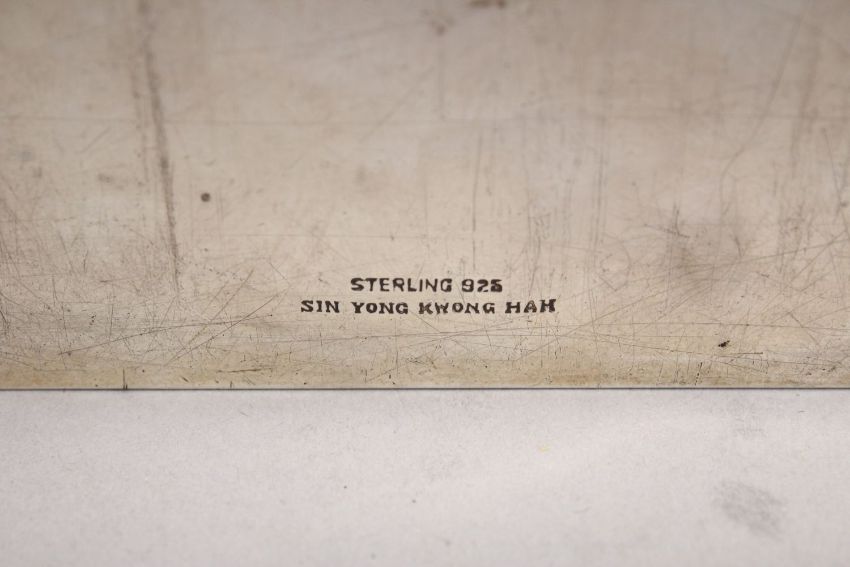 STERLING 925
SIN YONG KWONG HAH